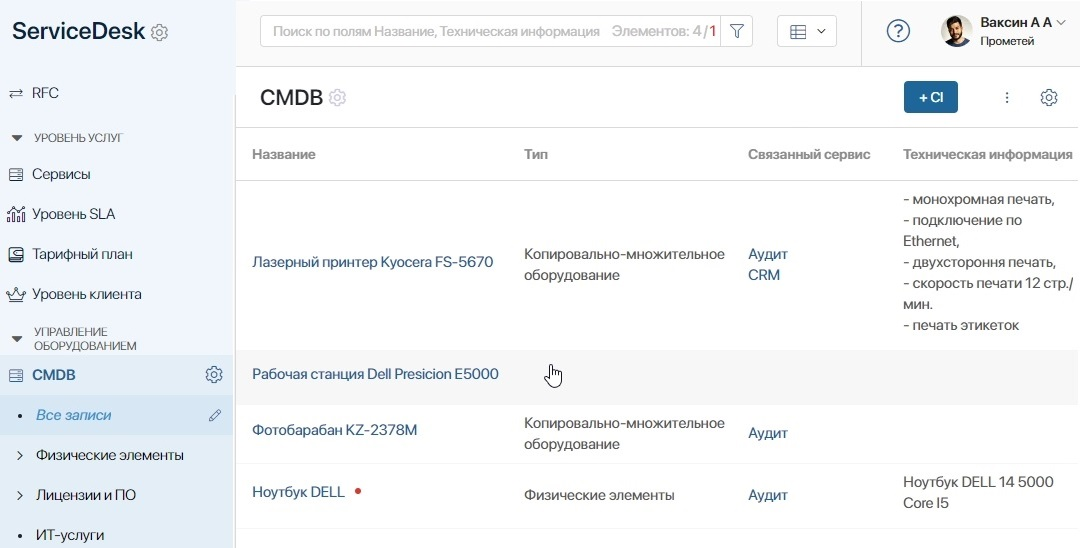 ServiceDesk
Поиск по полям Название, Техническая информация Элементов: 4/1
Ваксин А А
Прометей
RFC
CMDB
+ CI
УРОВЕНЬ УСЛУГ
Сервисы
Уровень SLA
Тарифный план
Уровень клиента
УПРАВЛЕНИЕ
ОБОРУДОВАНИЕМ
CMDB
Все записи
Физические элементы
Лицензии и ПО
ИТ-услуги
Название Тип Связанный сервис Техническая информация
Лазерный принтер Kyocera FS-5670
Копировально-множительное
оборудование
Аудит
CRM
- монохромная печать,
- подключение по
Ethernet,
- двухстороння печать,
- скорость печати 12 стр./
мин.
- печать этикеток
Рабочая станция Dell Presicion E5000
Фотобарабан KZ-2378M
Копировально-множительное
оборудование
Аудит
Ноутбук DELL
Физические элементы
Аудит
Ноутбук DELL 14 5000
Core I5